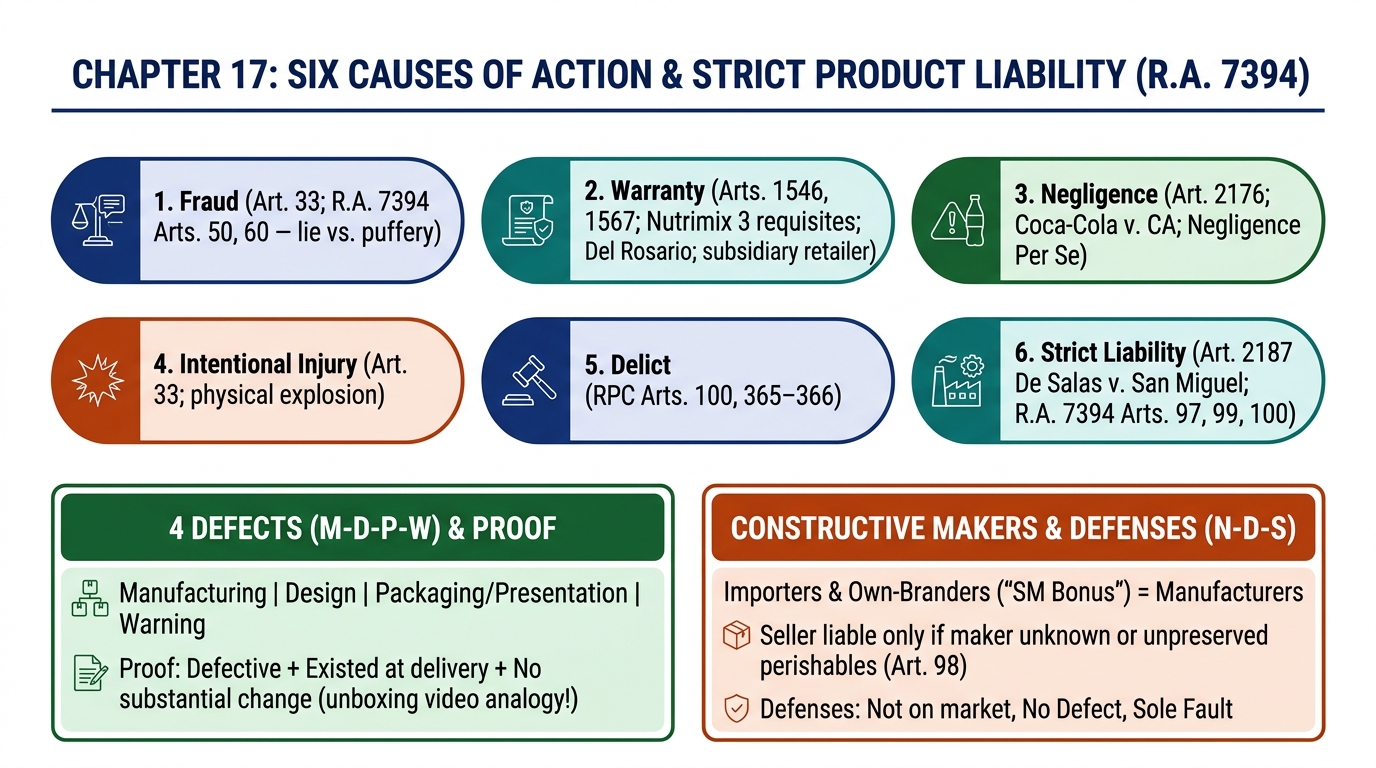 CHAPTER 17: SIX CAUSES OF ACTION & STRICT PRODUCT LIABILITY (R.A. 7394)
1. Fraud (Art. 33; R.A. 7394
Arts. 50, 60 – lie vs. puffery)
2. Warranty (Arts. 1546,
1567; Nutrimix 3 requisites;
Del Rosario; subsidiary retailer)
3. Negligence (Art. 2176;
Coca-Cola v. CA; Negligence
Per Se)
4. Intentional Injury (Art.
33; physical explosion)
5. Delict
(RPC Arts. 100, 365–366)
6. Strict Liability (Art. 2187
De Salas v. San Miguel;
R.A. 7394 Arts. 97, 99, 100)
4 DEFECTS (M-D-P-W) & PROOF
Manufacturing | Design | Packaging/Presentation |
Warning
Proof: Defective + Existed at delivery + No
substantial change (unboxing video analogy!)
CONSTRUCTIVE MAKERS & DEFENSES (N-D-S)
Importers & Own-Branders (“SM Bonus”) = Manufacturers
Seller liable only if maker unknown or unpreserved
perishables (Art. 98)
Defenses: Not on market, No Defect, Sole Fault